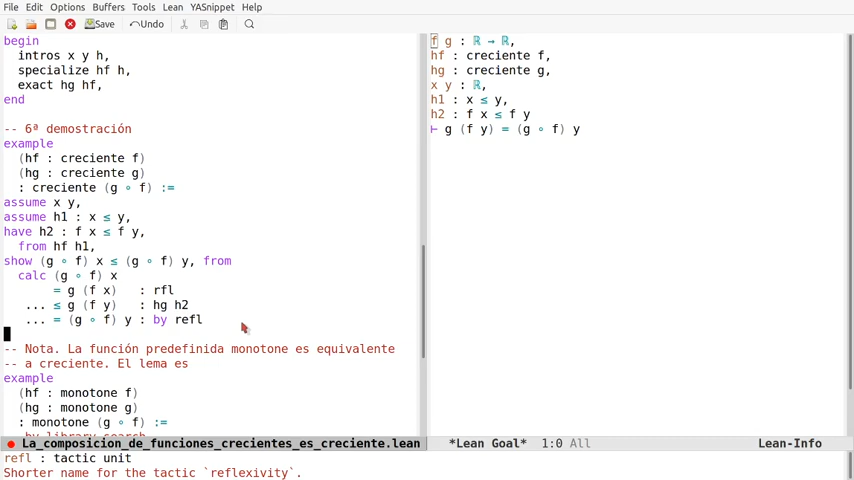 File Edit Options Buffers Tools Lean YASnippet Help
Save Undo
begin
intros x y h,
specialize hf h,
exact hg hf,
end
-- 6ª demostración
example
(hf : creciente f)
(hg : creciente g)
: creciente (g ∘ f) :=
assume x y,
assume h1 : x ≤ y,
have h2 : f x ≤ f y,
from hf h1,
show (g ∘ f) x ≤ (g ∘ f) y, from
calc (g ∘ f) x
= g (f x) : rfl
... ≤ g (f y) : hg h2
... = (g ∘ f) y : by refl
-- Nota. La función predefinida monotone es equivalente
-- a creciente. El lema es
example
(hf : monotone f)
(hg : monotone g)
: monotone (g ∘ f) :=
by library_search
La_composicion_de_funciones_crecientes_es_creciente.lean
f g : ℝ → ℝ,
hf : creciente f,
hg : creciente g,
x y : ℝ,
h1 : x ≤ y,
h2 : f x ≤ f y
⊢ g (f y) = (g ∘ f) y
*Lean Goal* 1:0 All Lean-Info
refl : tactic unit
Shorter name for the tactic `reflexivity`.